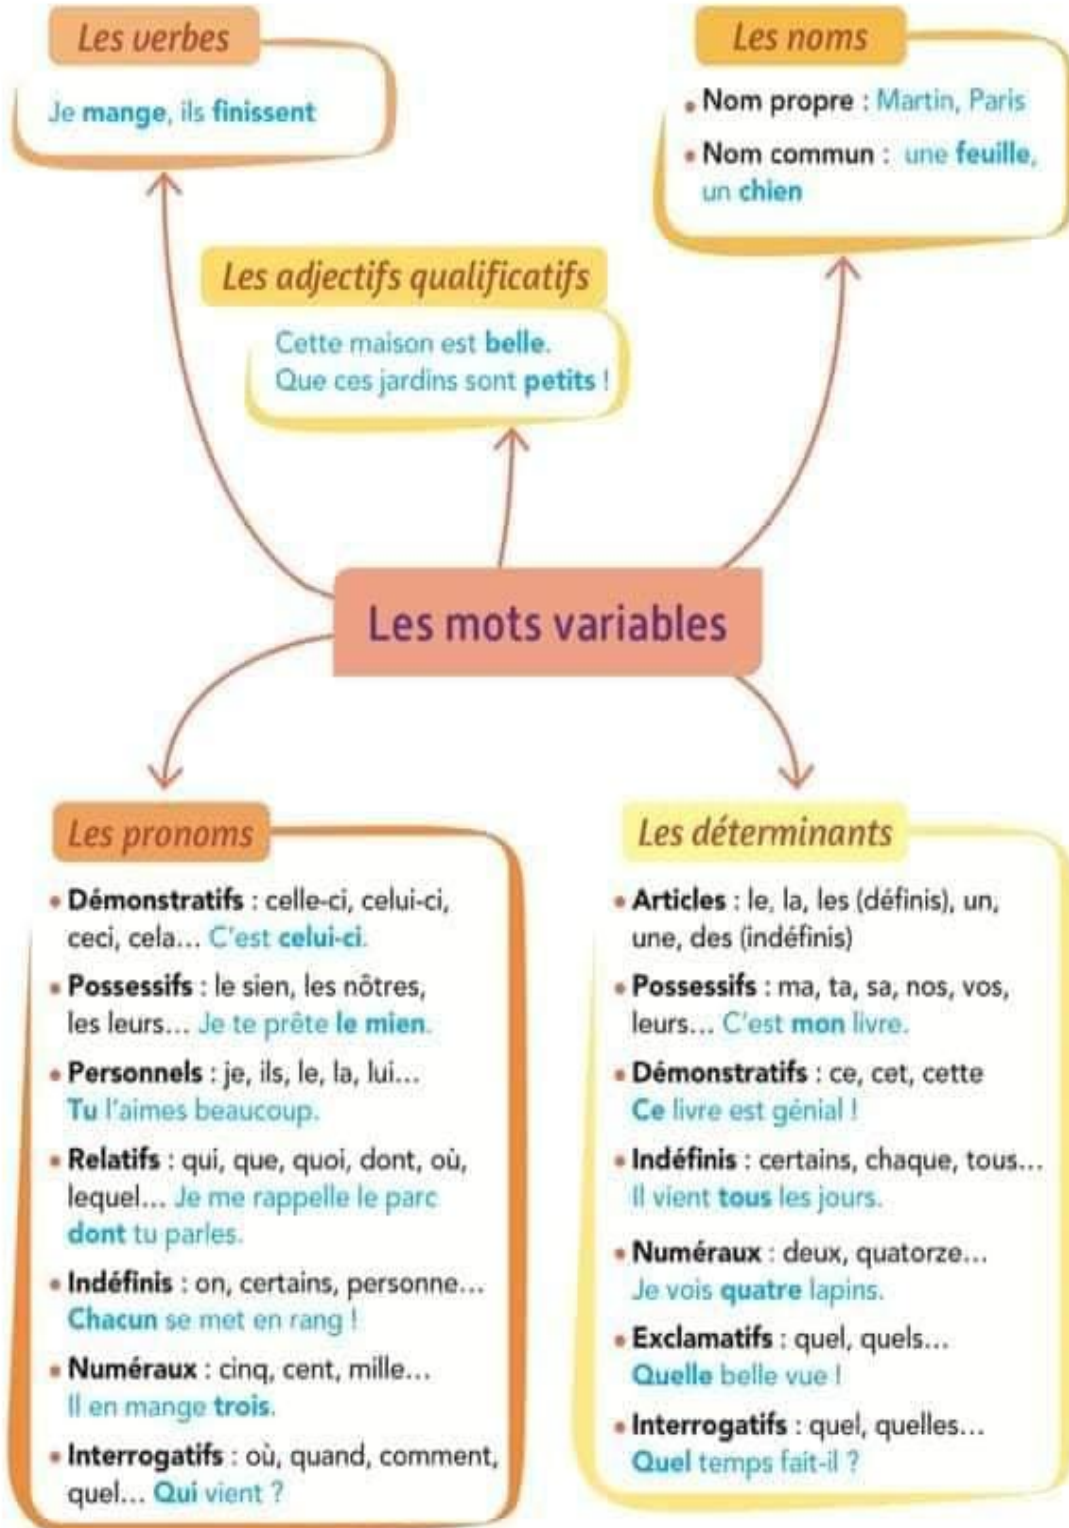 Les verbes
Je mange, ils finissent
Les noms
• Nom propre : Martin, Paris
• Nom commun : une feuille,
un chien
Les adjectifs qualificatifs
Cette maison est belle.
Que ces jardins sont petits !
Les mots variables
Les pronoms
• Démonstratifs : celle-ci, celui-ci,
ceci, cela... C'est celui-ci.
• Possessifs : le sien, les nôtres,
les leurs... Je te prête le mien.
• Personnels : je, ils, le, la, lui...
Tu l'aimes beaucoup.
• Relatifs : qui, que, quoi, dont, où,
lequel... Je me rappelle le parc
dont tu parles.
• Indéfinis : on, certains, personne...
Chacun se met en rang !
• Numéraux : cinq, cent, mille...
Il en mange trois.
• Interrogatifs : où, quand, comment,
quel... Qui vient ?
Les déterminants
• Articles : le, la, les (définis), un,
une, des (indéfinis)
• Possessifs : ma, ta, sa, nos, vos,
leurs... C'est mon livre.
• Démonstratifs : ce, cet, cette
Ce livre est génial !
• Indéfinis : certains, chaque, tous...
Il vient tous les jours.
• Numéraux : deux, quatorze...
Je vois quatre lapins.
• Exclamatifs : quel, quels...
Quelle belle vue !
• Interrogatifs : quel, quelles...
Quel temps fait-il ?